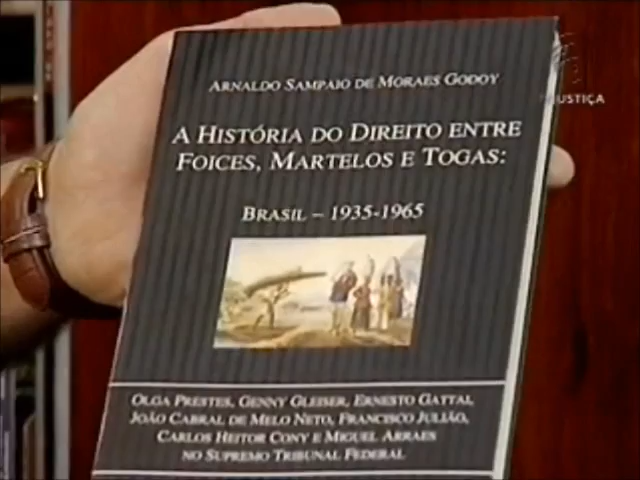 JUSTIÇA
ARNALDO SAMPAIO DE MORAES GODOY
A HISTÓRIA DO DIREITO ENTRE
FOICES, MARTELOS E TOGAS:
BRASIL – 1935-1965
OLGA PRESTES, GENNY GLEISER, ERNESTO GATTAI,
JOÃO CABRAL DE MELO NETO, FRANCISCO JULIÃO,
CARLOS HEITOR CONY E MIGUEL ARRAES
NO SUPREMO TRIBUNAL FEDERAL